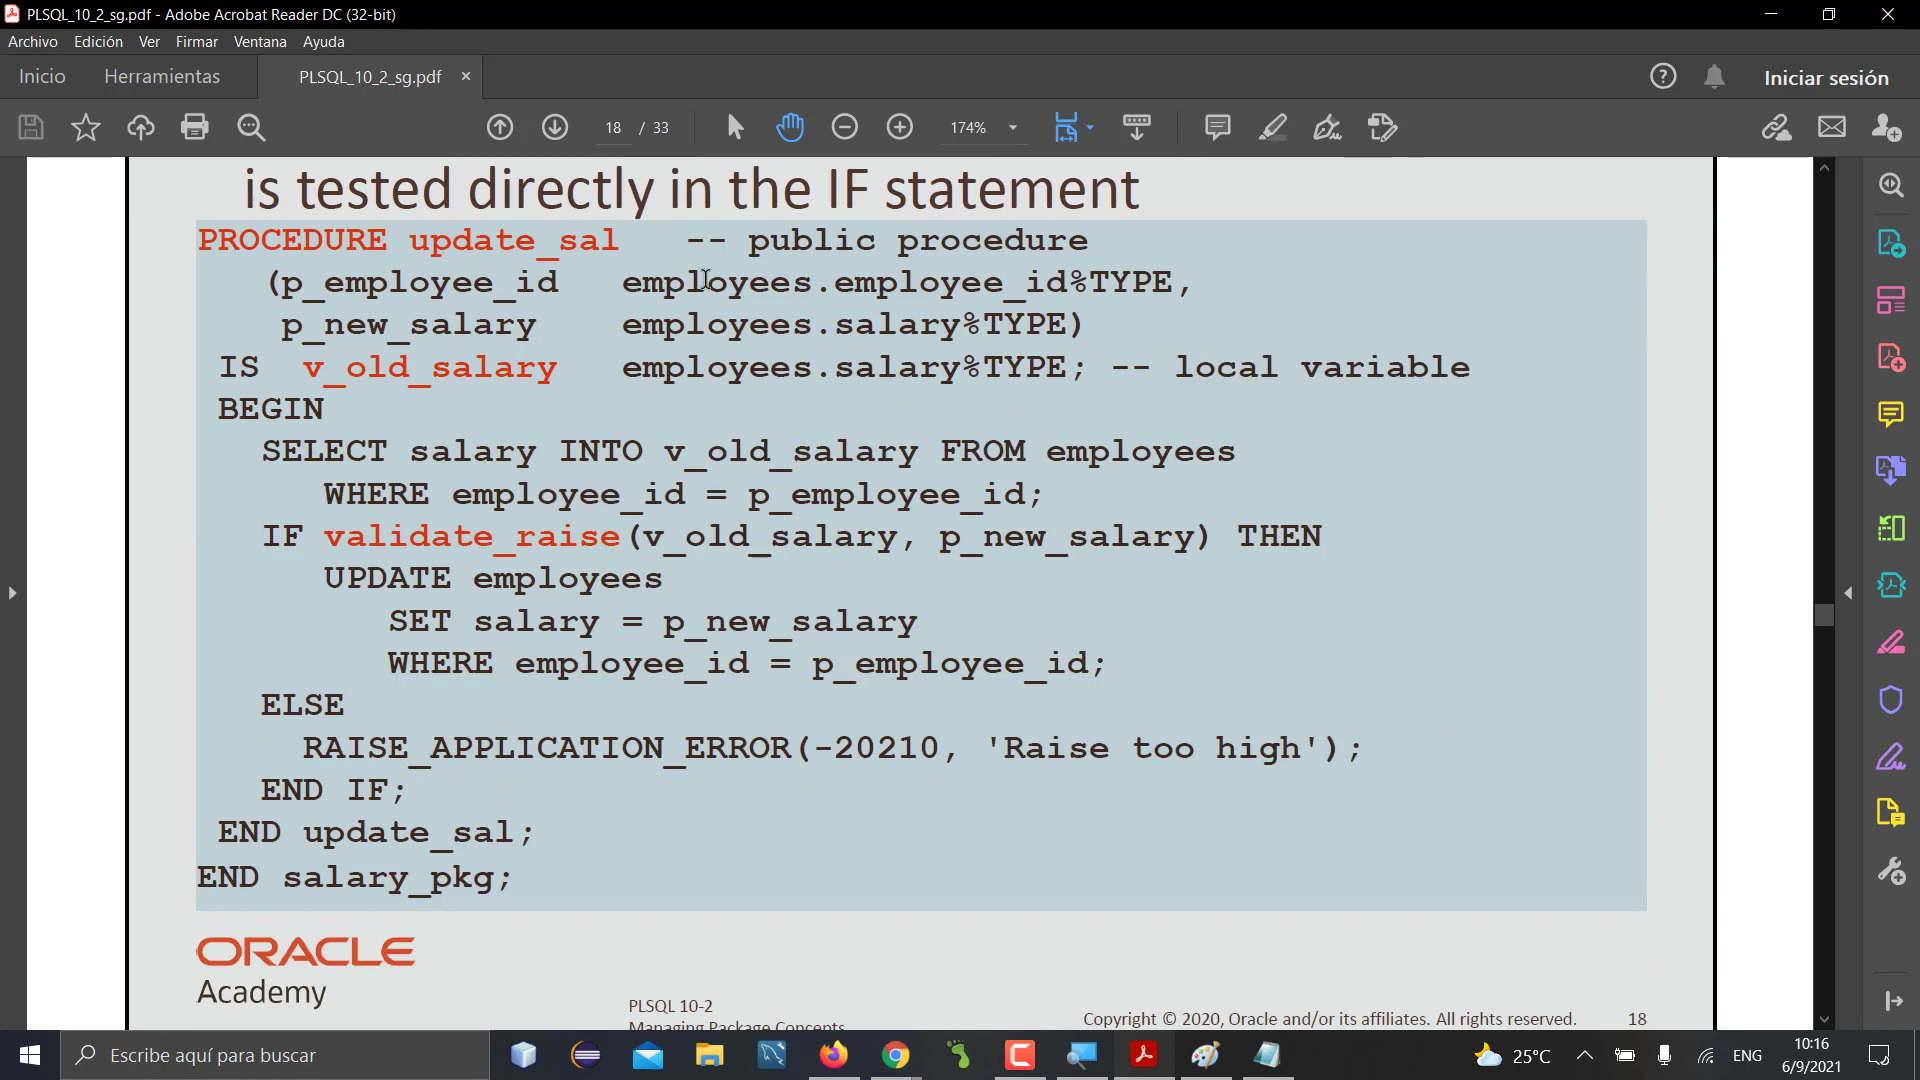 PLSQL_10_2_sg.pdf - Adobe Acrobat Reader DC (32-bit)
Archivo Edición Ver Firmar Ventana Ayuda
Inicio Herramientas PLSQL_10_2_sg.pdf × Iniciar sesión
18 / 33 174%
is tested directly in the IF statement
PROCEDURE update_sal -- public procedure
(p_employee_id employees.employee_id%TYPE,
p_new_salary employees.salary%TYPE)
IS v_old_salary employees.salary%TYPE; -- local variable
BEGIN
SELECT salary INTO v_old_salary FROM employees
WHERE employee_id = p_employee_id;
IF validate_raise(v_old_salary, p_new_salary) THEN
UPDATE employees
SET salary = p_new_salary
WHERE employee_id = p_employee_id;
ELSE
RAISE_APPLICATION_ERROR(-20210, 'Raise too high');
END IF;
END update_sal;
END salary_pkg;
ORACLE
Academy
PLSQL 10-2
Managing Package Concepts
Copyright © 2020, Oracle and/or its affiliates. All rights reserved. 18
Escribe aquí para buscar
25°C ENG
10:16
6/9/2021